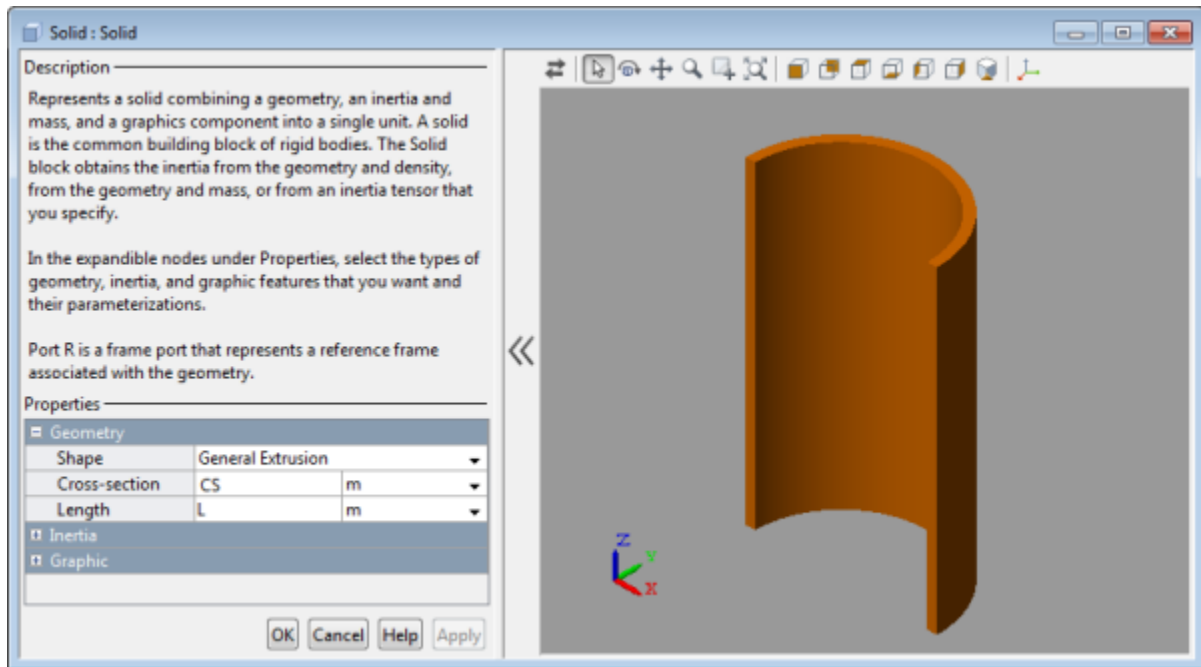 Solid : Solid
Description
Represents a solid combining a geometry, an inertia and
mass, and a graphics component into a single unit. A solid
is the common building block of rigid bodies. The Solid
block obtains the inertia from the geometry and density,
from the geometry and mass, or from an inertia tensor that
you specify.
In the expandible nodes under Properties, select the types of
geometry, inertia, and graphic features that you want and
their parameterizations.
Port R is a frame port that represents a reference frame
associated with the geometry.
Properties
Geometry
Shape General Extrusion
Cross-section CS m
Length L m
Inertia
Graphic
OK Cancel Help Apply
Z
Y
X